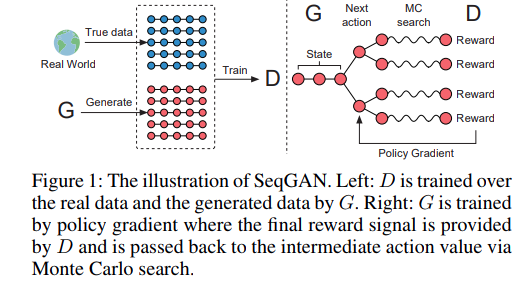 True data
Real World
G
Generate
Train
D
G
Next
action
MC
search
D
State
Reward
Reward
Reward
Reward
Policy Gradient
Figure 1: The illustration of SeqGAN. Left: D is trained over
the real data and the generated data by G. Right: G is trained
by policy gradient where the final reward signal is provided
by D and is passed back to the intermediate action value via
Monte Carlo search.